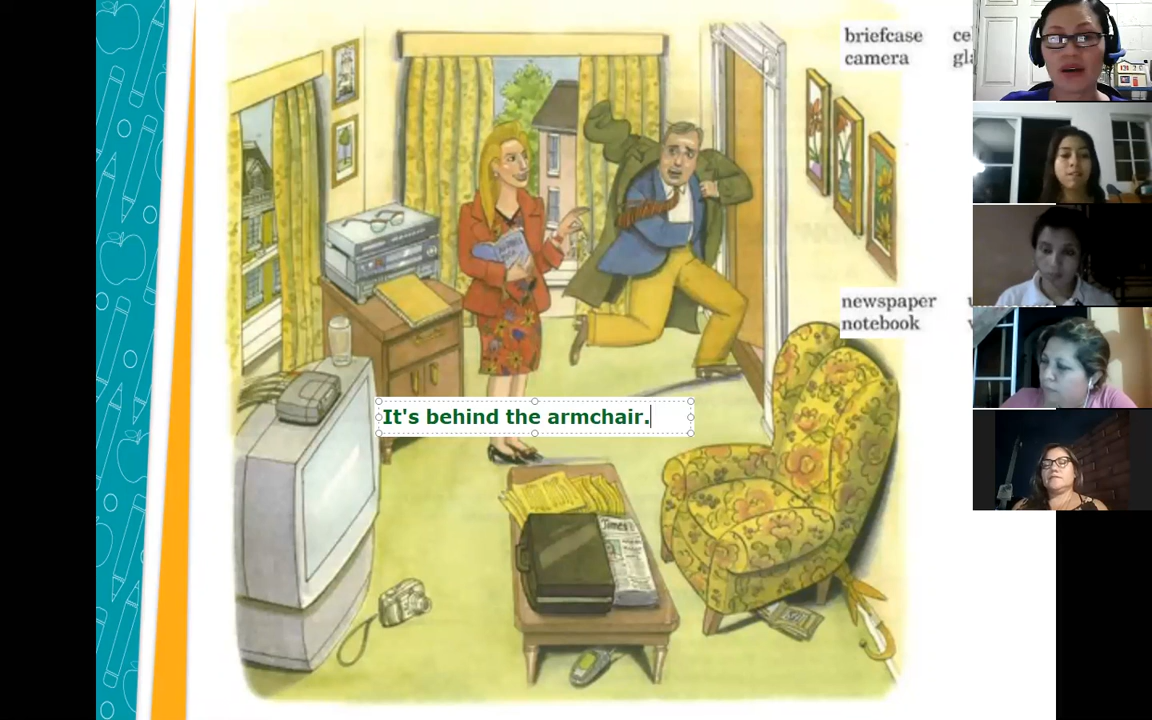 briefcase
camera
newspaper
notebook
It's behind the armchair.
Times